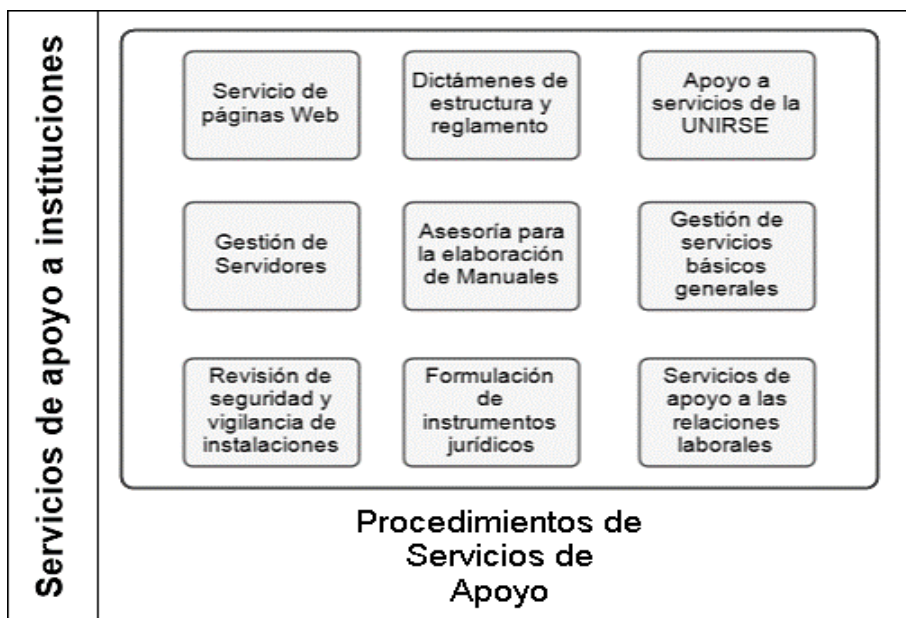 Servicios de apoyo a instituciones
Servicio de
páginas Web
Dictámenes de
estructura y
reglamento
Apoyo a
servicios de la
UNIRSE
Gestión de
Servidores
Asesoría para
la elaboración
de Manuales
Gestión de
servicios
básicos
generales
Revisión de
seguridad y
vigilancia de
instalaciones
Formulación
de
instrumentos
jurídicos
Servicios de
apoyo a las
relaciones
laborales
Procedimientos de
Servicios de
Apoyo